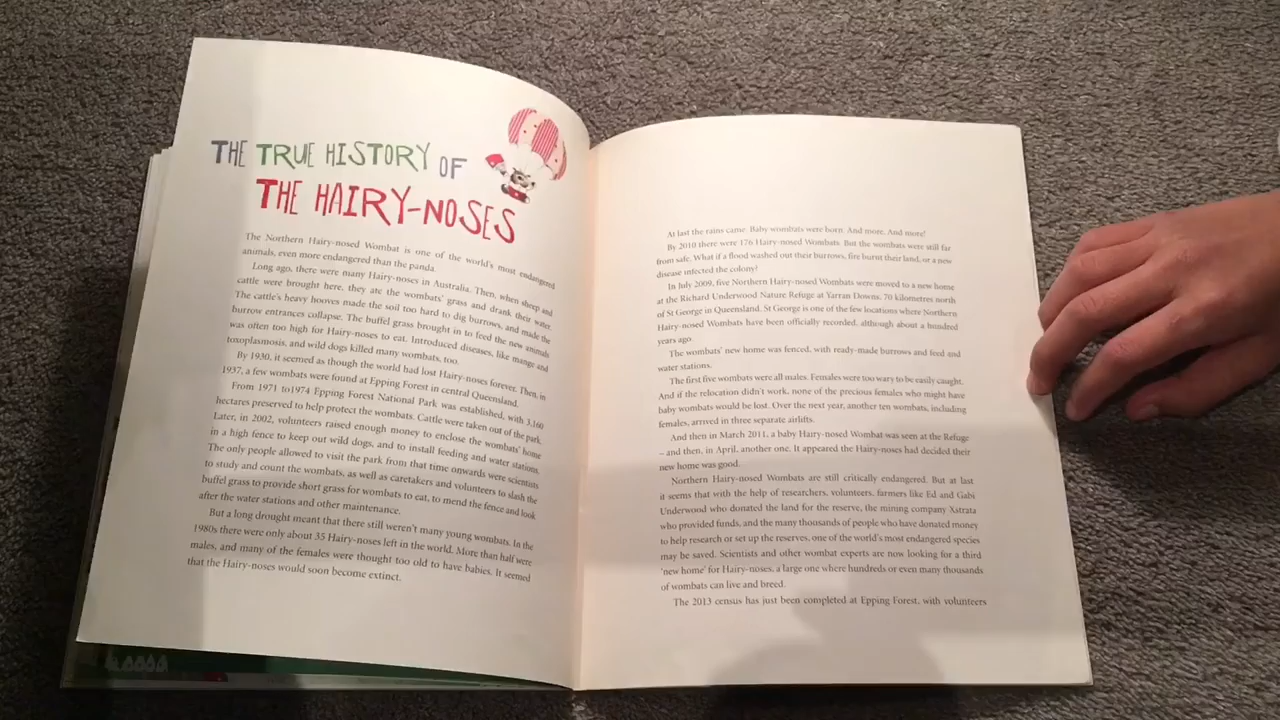 THE TRUE HISTORY OF
THE HAIRY-NOSES
The Northern Hairy-nosed Wombat is one of the world's most endangered
animals, even more endangered than the panda.
Long ago, there were many Hairy-noses in Australia. Then, when sheep and
cattle were brought here, they ate the wombats' grass and drank their water.
The cattle's heavy hooves made the soil too hard to dig burrows, and made the
burrow entrances collapse. The buffel grass brought in to feed the new animals
was often too high for Hairy-noses to eat. Introduced diseases, like mange and
toxoplasmosis, and wild dogs killed many wombats, too.
By 1930, it seemed as though the world had lost Hairy-noses forever. Then, in
1937, a few wombats were found at Epping Forest in central Queensland.
From 1971 to1974 Epping Forest National Park was established, with 3,160
hectares preserved to help protect the wombats. Cattle were taken out of the park.
Later, in 2002, volunteers raised enough money to enclose the wombats' home
in a high fence to keep out wild dogs, and to install feeding and water stations.
The only people allowed to visit the park from that time onwards were scientists
to study and count the wombats, as well as caretakers and volunteers to slash the
buffel grass to provide short grass for wombats to eat, to mend the fence and look
after the water stations and other maintenance.
But a long drought meant that there still weren't many young wombats. In the
1980s there were only about 35 Hairy-noses left in the world. More than half were
males, and many of the females were thought too old to have babies. It seemed
that the Hairy-noses would soon become extinct.
At last the rains came. Baby wombats were born. And more. And more!
By 2010 there were 176 Hairy-nosed Wombats. But the wombats were still far
from safe. What if a flood washed out their burrows, fire burnt their land, or a new
disease infected the colony?
In July 2009, five Northern Hairy-nosed Wombats were moved to a new home
at the Richard Underwood Nature Refuge at Yarran Downs, 70 kilometres north
of St George in Queensland. St George is one of the few locations where Northern
Hairy-nosed Wombats have been officially recorded, although about a hundred
years ago.
The wombats' new home was fenced, with ready-made burrows and feed and
water stations.
The first five wombats were all males. Females were too wary to be easily caught.
And if the relocation didn't work, none of the precious females who might have
baby wombats would be lost. Over the next year, another ten wombats, including
females, arrived in three separate airlifts.
And then in March 2011, a baby Hairy-nosed Wombat was seen at the Refuge
– and then, in April, another one. It appeared the Hairy-noses had decided their
new home was good.
Northern Hairy-nosed Wombats are still critically endangered. But at last
it seems that with the help of researchers, volunteers, farmers like Ed and Gabi
Underwood who donated the land for the reserve, the mining company Xstrata
who provided funds, and the many thousands of people who have donated money
to help research or set up the reserves, one of the world's most endangered species
may be saved. Scientists and other wombat experts are now looking for a third
'new home' for Hairy-noses, a large one where hundreds or even many thousands
of wombats can live and breed.
The 2013 census has just been completed at Epping Forest, with volunteers